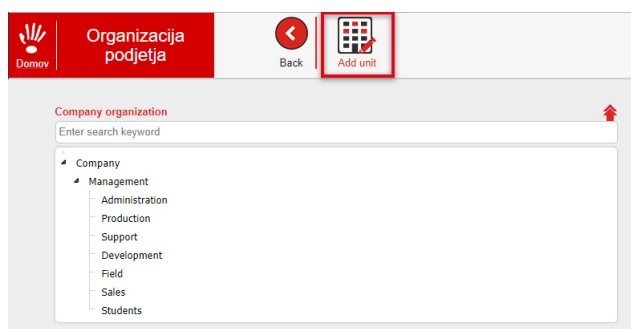 Domov
Organizacija
podjetja
Back
Add unit
Company organization
Enter search keyword
Company
Management
Administration
Production
Support
Development
Field
Sales
Students